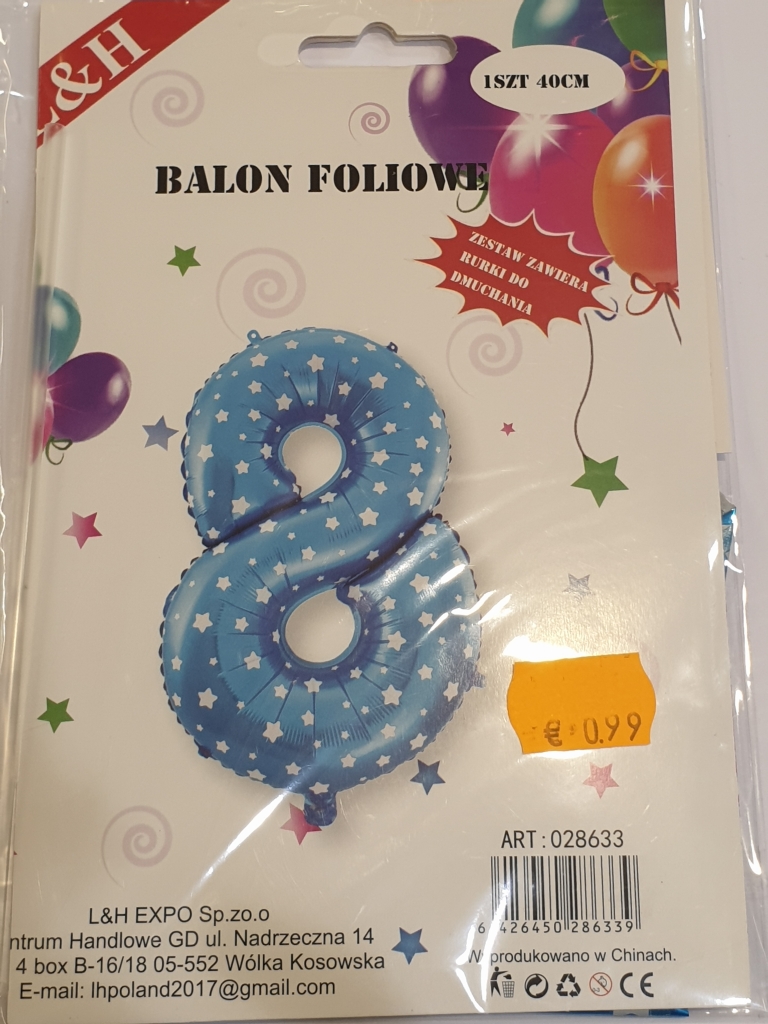 L&H
1SZT 40CM
BALON FOLIOWE
ZESTAW ZAWIERA
RURKI DO
DMUCHANIA
€ 0.99
ART:028633
6 426450 286339
L&H EXPO Sp.zo.o
ntrum Handlowe GD ul. Nadrzeczna 14
4 box B-16/18 05-552 Wólka Kosowska
E-mail: lhpoland2017@gmail.com
Wyprodukowano w Chinach.
CE